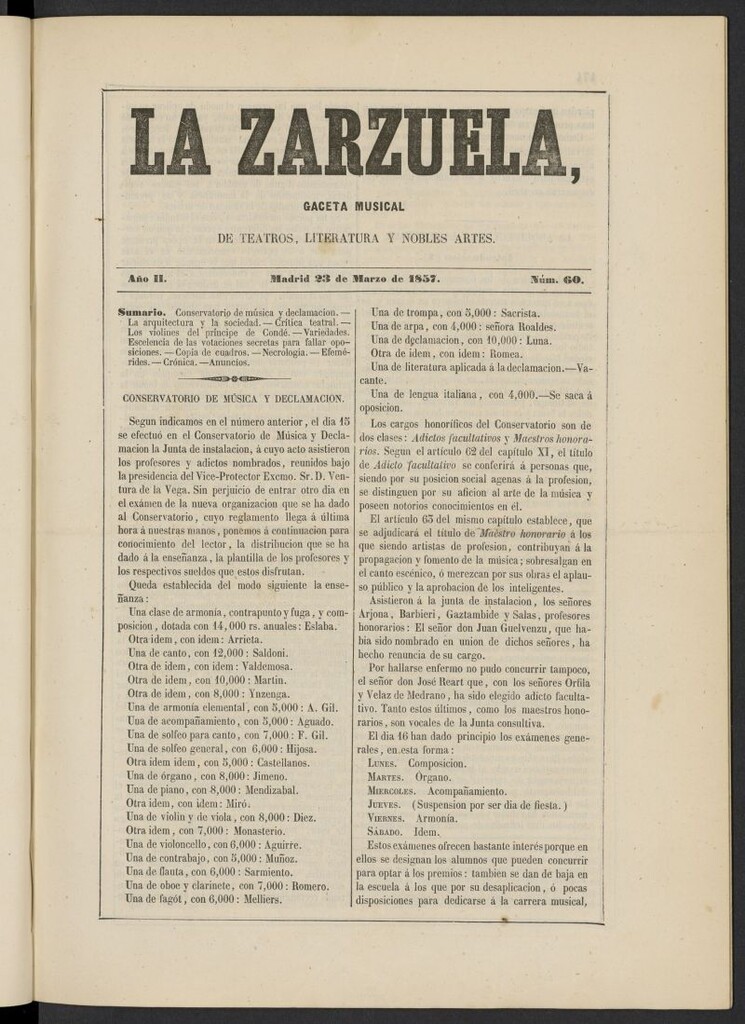 LA ZARZUELA,
GACETA MUSICAL
DE TEATROS, LITERATURA Y NOBLES ARTES.
Año II. Madrid 23 de Marzo de 1857. Núm. 60.
Sumario. Conservatorio de música y declamacion. —
La arquitectura y la sociedad. — Crítica teatral. —
Los violines del príncipe de Condé. — Variedades.
Escelencia de las votaciones secretas para fallar opo-
siciones. — Copia de cuadros. — Necrología. — Efemé-
rides. — Crónica. — Anuncios.
CONSERVATORIO DE MÚSICA Y DECLAMACION.
Segun indicamos en el número anterior, el dia 15
se efectuó en el Conservatorio de Música y Decla-
macion la Junta de instalacion, á cuyo acto asistieron
los profesores y adictos nombrados, reunidos bajo
la presidencia del Vice-Protector Excmo. Sr. D. Ven-
tura de la Vega. Sin perjuicio de entrar otro dia en
el exámen de la nueva organizacion que se ha dado
al Conservatorio, cuyo reglamento llega á última
hora á nuestras manos, ponemos á continuacion para
conocimiento del lector, la distribucion que se ha
dado á la enseñanza, la plantilla de los profesores y
los respectivos sueldos que estos disfrutan.
Queda establecida del modo siguiente la ense-
ñanza:
Una clase de armonía, contrapunto y fuga, y com-
posicion, dotada con 14,000 rs. anuales: Eslaba.
Otra idem, con idem: Arrieta.
Una de canto, con 12,000: Saldoni.
Otra de idem, con idem: Valdemosa.
Otra de idem, con 10,000: Martin.
Otra de idem, con 8,000: Ynzenga.
Una de armonía elemental, con 5,000: A. Gil.
Una de acompañamiento, con 5,000: Aguado.
Una de solfeo para canto, con 7,000: F. Gil.
Una de solfeo general, con 6,000: Hijosa.
Otra idem idem, con 5,000: Castellanos.
Una de órgano, con 8,000: Jimeno.
Una de piano, con 8,000: Mendizabal.
Otra idem, con idem: Miró.
Una de violin y de viola, con 8,000: Diez.
Otra idem, con 7,000: Monasterio.
Una de violoncello, con 6,000: Aguirre.
Una de contrabajo, con 5,000: Muñoz.
Una de flauta, con 6,000: Sarmiento.
Una de oboe y clarinete, con 7,000: Romero.
Una de fagót, con 6,000: Melliers.
Una de trompa, con 5,000: Sacrista.
Una de arpa, con 4,000: señora Roaldes.
Una de declamacion, con 10,000: Luna.
Otra de idem, con idem: Romea.
Una de literatura aplicada á la declamacion.—Va-
cante.
Una de lengua italiana, con 4,000.—Se saca á
oposicion.
Los cargos honoríficos del Conservatorio son de
dos clases: Adictos facultativos y Maestros honora-
rios. Segun el artículo 62 del capítulo XI, el título
de Adicto facultativo se conferirá á personas que,
siendo por su posicion social agenas á la profesion,
se distinguen por su aficion al arte de la música y
poseen notorios conocimientos en él.
El artículo 65 del mismo capítulo establece, que
se adjudicará el título de Maestro honorario á los
que siendo artistas de profesion, contribuyan á la
propagacion y fomento de la música; sobresalgan en
el canto escénico, ó merezcan por sus obras el aplau-
so público y la aprobacion de los inteligentes.
Asistieron á la junta de instalacion, los señores
Arjona, Barbieri, Gaztambide y Salas, profesores
honorarios: El señor don Juan Guelvenzu, que ha-
bia sido nombrado en union de dichos señores, ha
hecho renuncia de su cargo.
Por hallarse enfermo no pudo concurrir tampoco,
el señor don José Reart que, con los señores Orfila
y Velaz de Medrano, ha sido elegido adicto faculta-
tivo. Tanto estos últimos, como los maestros hono-
rarios, son vocales de la Junta consultiva.
El dia 16 han dado principio los exámenes gene-
rales, en esta forma:
LUNES. Composicion.
MARTES. Organo.
MIERCOLES. Acompañamiento.
JUEVES. (Suspension por ser dia de fiesta.)
VIERNES. Armonía.
SÁBADO. Idem.
Estos exámenes ofrecen bastante interés porque en
ellos se designan los alumnos que pueden concurrir
para optar á los premios: tambien se dan de baja en
la escuela á los que por su desaplicacion, ó pocas
disposiciones para dedicarse á la carrera musical,